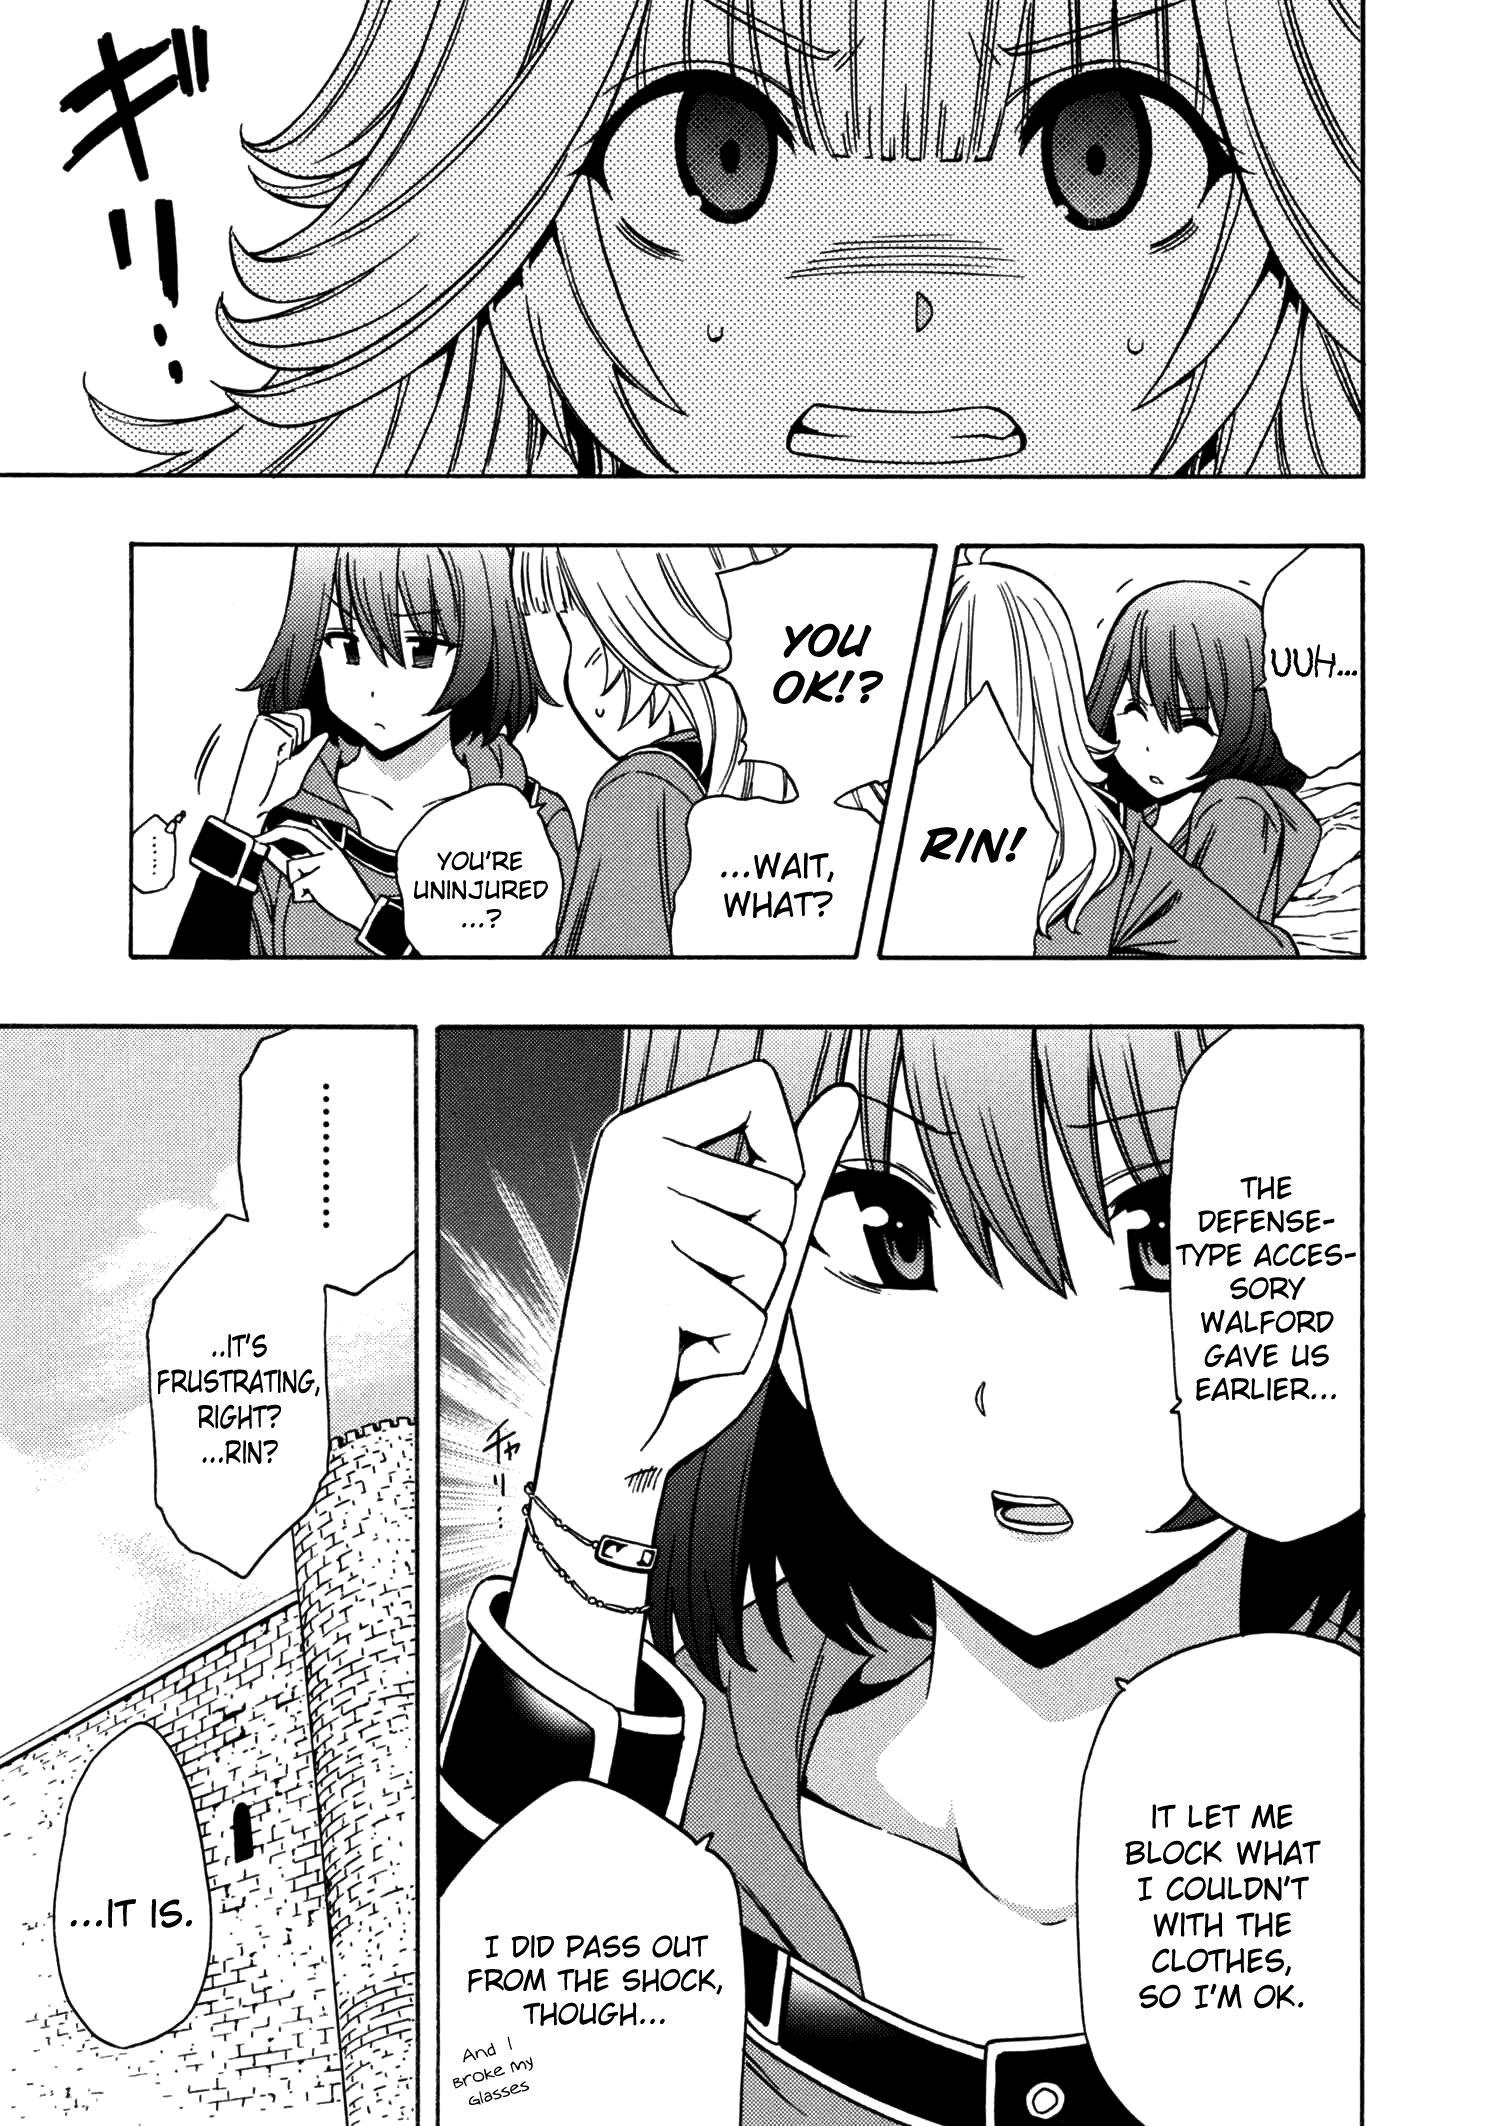 ギ
!!
UUH...
RIN!
YOU
OK!?
...WAIT,
WHAT?
YOU'RE
UNINJURED
...?
......
THE
DEFENSE-
TYPE ACCES-
SORY
WALFORD
GAVE US
EARLIER...
IT LET ME
BLOCK WHAT
I COULDN'T
WITH THE
CLOTHES,
SO I'M OK.
チャリ...
I DID PASS OUT
FROM THE SHOCK,
THOUGH...
And I
Broke my
Glasses
.........
..IT'S
FRUSTRATING,
RIGHT?
...RIN?
...IT IS.